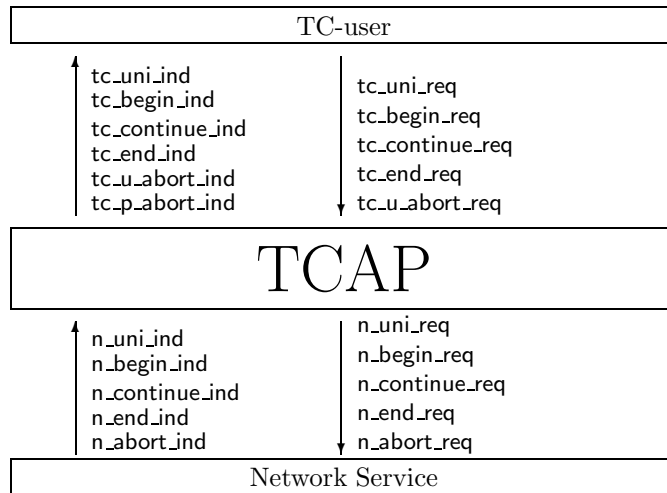 TC-user
tc_uni_ind
tc_begin_ind
tc_continue_ind
tc_end_ind
tc_u_abort_ind
tc_p_abort_ind
tc_uni_req
tc_begin_req
tc_continue_req
tc_end_req
tc_u_abort_req
TCAP
n_uni_ind
n_begin_ind
n_continue_ind
n_end_ind
n_abort_ind
n_uni_req
n_begin_req
n_continue_req
n_end_req
n_abort_req
Network Service